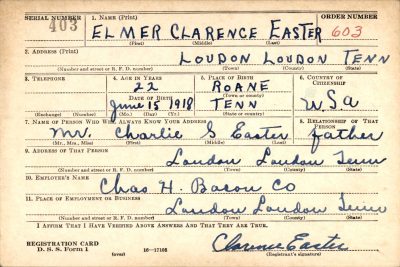 SERIAL NUMBER 1. NAME (Print) ORDER NUMBER
403 ELMER CLARENCE EASTER 603
(First) (Middle) (Last)
2. ADDRESS (Print)
LOUDON LOUDON TENN
(Number and street or R. F. D. number) (Town) (County) (State)
3. TELEPHONE 4. AGE IN YEARS 5. PLACE OF BIRTH 6. COUNTRY OF CITIZENSHIP
22 ROANE
DATE OF BIRTH (Town or county)
June 15 1918 TENN USA
(Exchange) (Number) (Mo.) (Day) (Yr.) (State or country)
7. NAME OF PERSON WHO WILL ALWAYS KNOW YOUR ADDRESS 8. RELATIONSHIP OF THAT PERSON
Mr. Charlie G Easter father
(Mr., Mrs., Miss) (First) (Middle) (Last)
9. ADDRESS OF THAT PERSON
Loudon Loudon Tenn
(Number and street or R. F. D. number) (Town) (County) (State)
10. EMPLOYER'S NAME
Chas H. Bacon Co
11. PLACE OF EMPLOYMENT OR BUSINESS
Loudon Loudon Tenn
(Number and street or R. F. D. number) (Town) (County) (State)
I AFFIRM THAT I HAVE VERIFIED ABOVE ANSWERS AND THAT THEY ARE TRUE.
REGISTRATION CARD Clarence Easter
D. S. S. Form 1 16—17105 (Registrant's signature)
(over)